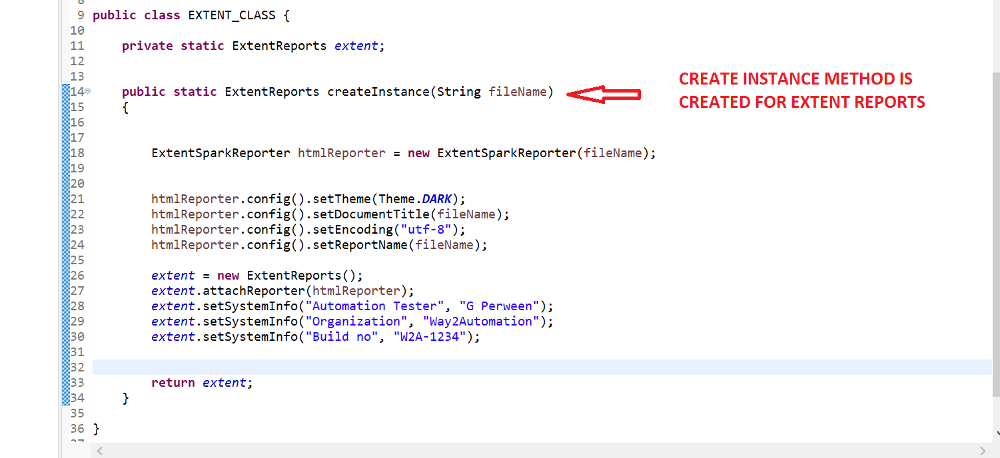 9 public class EXTENT_CLASS {
10
11 private static ExtentReports extent;
12
13
CREATE INSTANCE METHOD IS
14 public static ExtentReports createInstance(String fileName)
CREATED FOR EXTENT REPORTS
15 {
16
17
18 ExtentSparkReporter htmlReporter = new ExtentSparkReporter(fileName);
19
20
21 htmlReporter.config().setTheme(Theme.DARK);
22 htmlReporter.config().setDocumentTitle(fileName);
23 htmlReporter.config().setEncoding("utf-8");
24 htmlReporter.config().setReportName(fileName);
25
26 extent = new ExtentReports();
27 extent.attachReporter(htmlReporter);
28 extent.setSystemInfo("Automation Tester", "G Perween");
29 extent.setSystemInfo("Organization", "Way2Automation");
30 extent.setSystemInfo("Build no", "W2A-1234");
31
32
33 return extent;
34 }
35
36 }